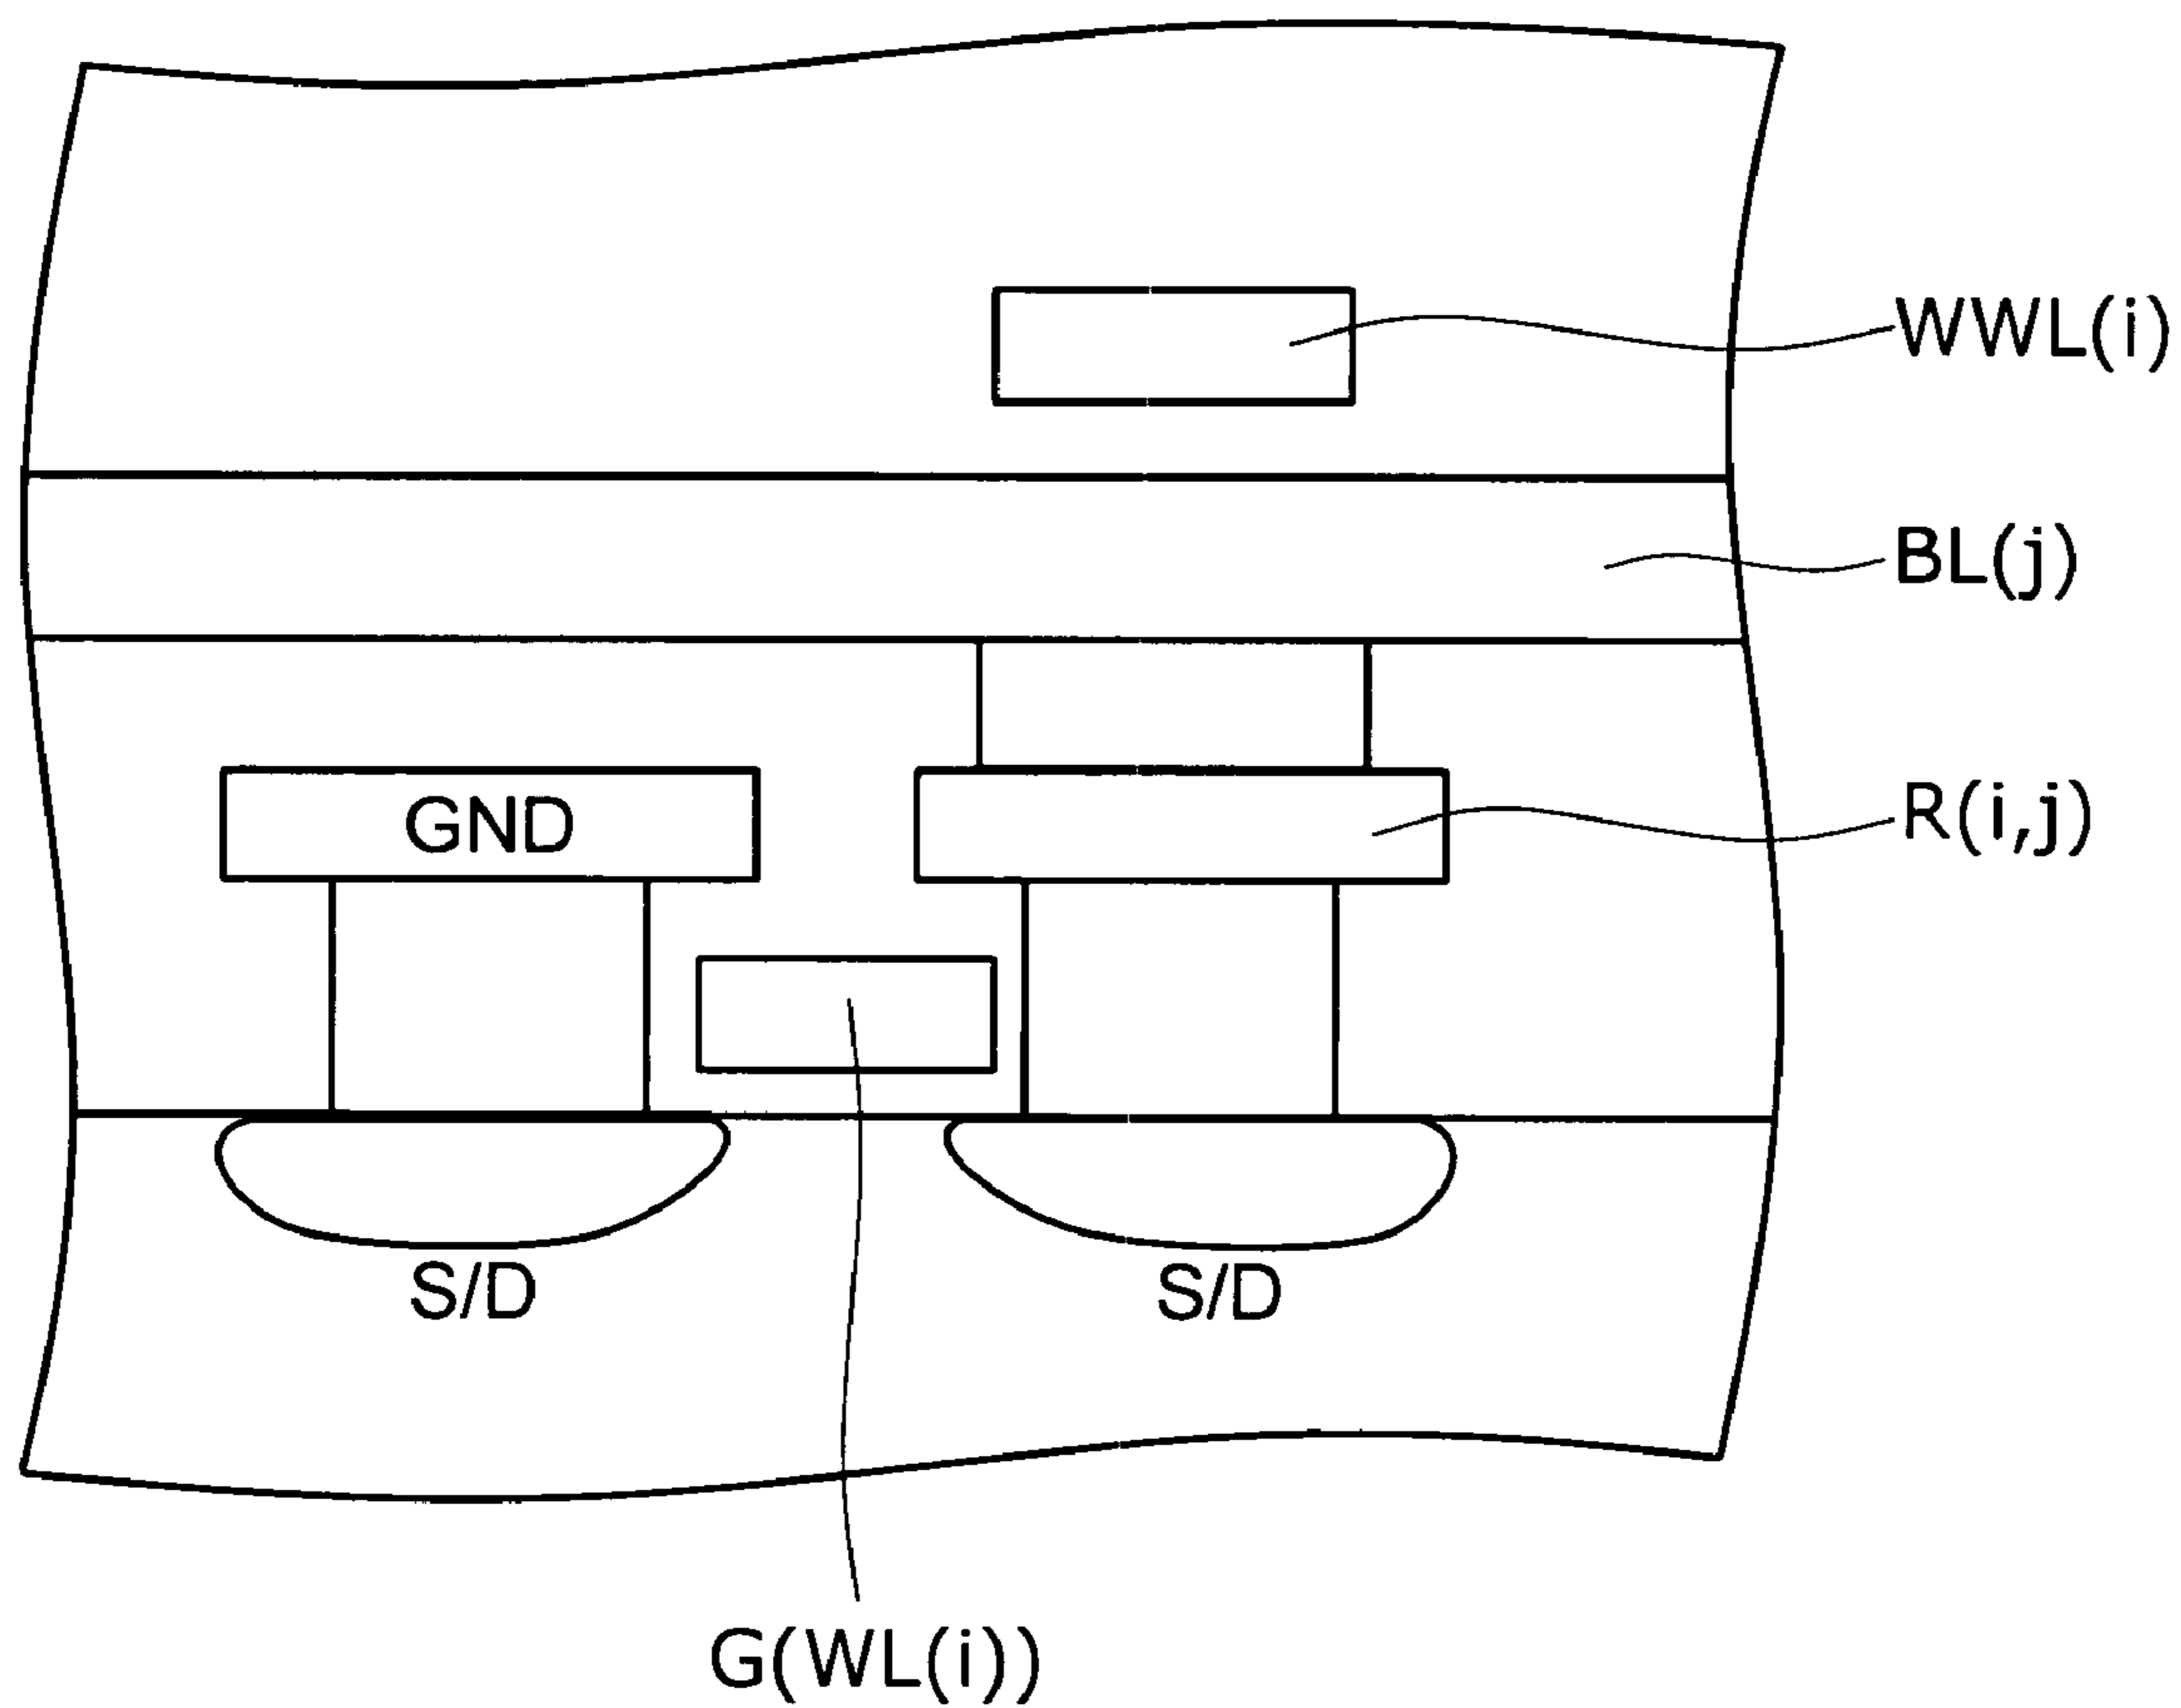 WWL(i)
BL(j)
R(i,j)
GND
S/D
S/D
G(WL(i))